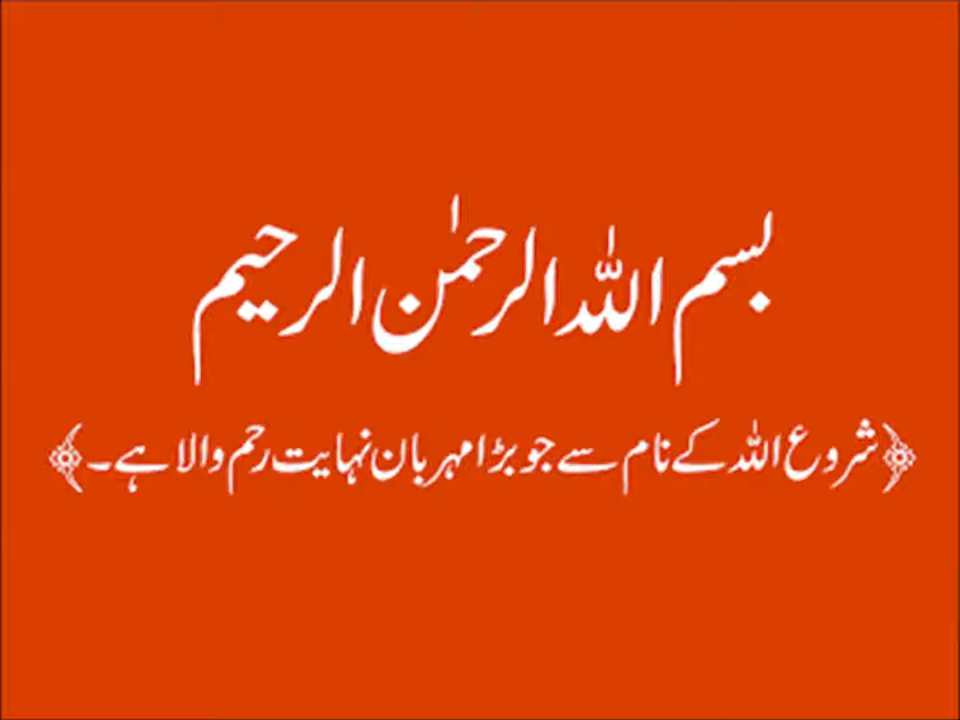 بسم اللہ الرحمٰن الرحیم
﴿شروع اللہ کے نام سے جو بڑا مہربان نہایت رحم والا ہے۔﴾